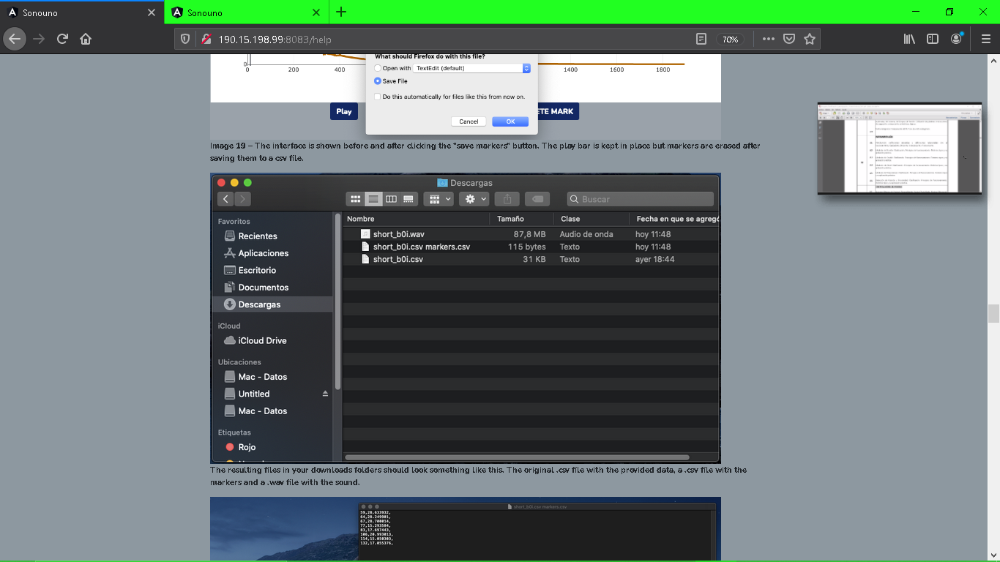 Sonouno
Sonouno
190.15.198.99:8083/help
70%
What should Firefox do with this file?
Open with TextEdit (default)
Save File
Do this automatically for files like this from now on.
Cancel OK
0
0 200 400 1400 1600 1800
Play ETE MARK
Image 19 – The interface is shown before and after clicking the "save markers" button. The play bar is kept in place but markers are erased after
saving them to a csv file.
Descargas
Buscar
Favoritos
Recientes
Aplicaciones
Escritorio
Documentos
Descargas
iCloud
iCloud Drive
Ubicaciones
Mac - Datos
Untitled
Mac - Datos
Etiquetas
Rojo
Nombre Tamaño Clase Fecha en que se agregó
short_b0i.wav 87,8 MB Audio de onda hoy 11:48
short_b0i.csv markers.csv 115 bytes Texto hoy 11:48
short_b0i.csv 31 KB Texto ayer 18:44
The resulting files in your downloads folders should look something like this. The original .csv file with the provided data, a .csv file with the
markers and a .wav file with the sound.
short_b0i.csv markers.csv
59,28.633932,
64,28.249901,
67,28.700014,
77,15.293584,
83,17.697443,
106,20.993013,
114,15.050303,
132,17.055376,